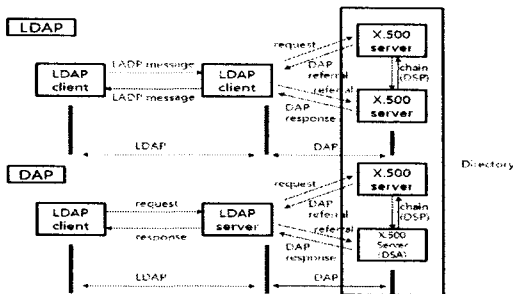 LDAP
X.500
server
request
DAP
referral
LADP message
LDAP
client
LDAP
client
chain
(DSP)
LADP message
referral
DAP
response
X.500
server
LDAP
DAP
Directory
DAP
X.500
server
request
DAP
referral
request
LDAP
client
LDAP
server
chain
(DSP)
response
referral
DAP
response
X.500
Server
(DSA)
LDAP
DAP